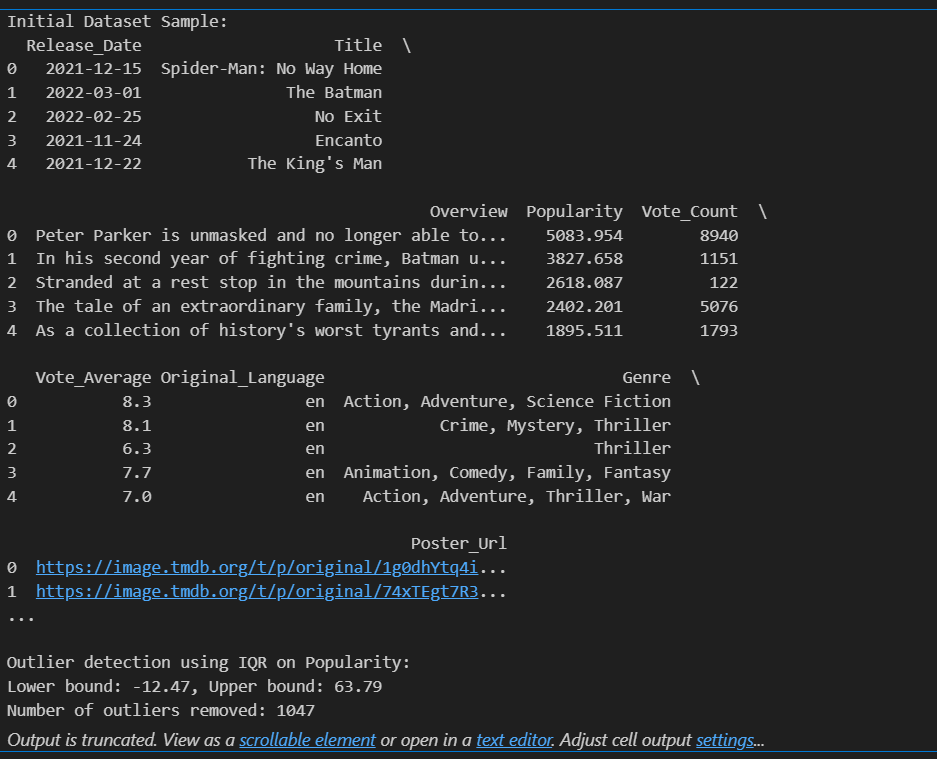 Initial Dataset Sample:
Release_Date Title \
0 2021-12-15 Spider-Man: No Way Home
1 2022-03-01 The Batman
2 2022-02-25 No Exit
3 2021-11-24 Encanto
4 2021-12-22 The King's Man
Overview Popularity Vote_Count \
0 Peter Parker is unmasked and no longer able to... 5083.954 8940
1 In his second year of fighting crime, Batman u... 3827.658 1151
2 Stranded at a rest stop in the mountains durin... 2618.087 122
3 The tale of an extraordinary family, the Madri... 2402.201 5076
4 As a collection of history's worst tyrants and... 1895.511 1793
Vote_Average Original_Language Genre \
0 8.3 en Action, Adventure, Science Fiction
1 8.1 en Crime, Mystery, Thriller
2 6.3 en Thriller
3 7.7 en Animation, Comedy, Family, Fantasy
4 7.0 en Action, Adventure, Thriller, War
Poster_Url
0 https://image.tmdb.org/t/p/original/1g0dhYtq4i...
1 https://image.tmdb.org/t/p/original/74xTEgt7R3...
...
Outlier detection using IQR on Popularity:
Lower bound: -12.47, Upper bound: 63.79
Number of outliers removed: 1047
Output is truncated. View as a scrollable element or open in a text editor. Adjust cell output settings...